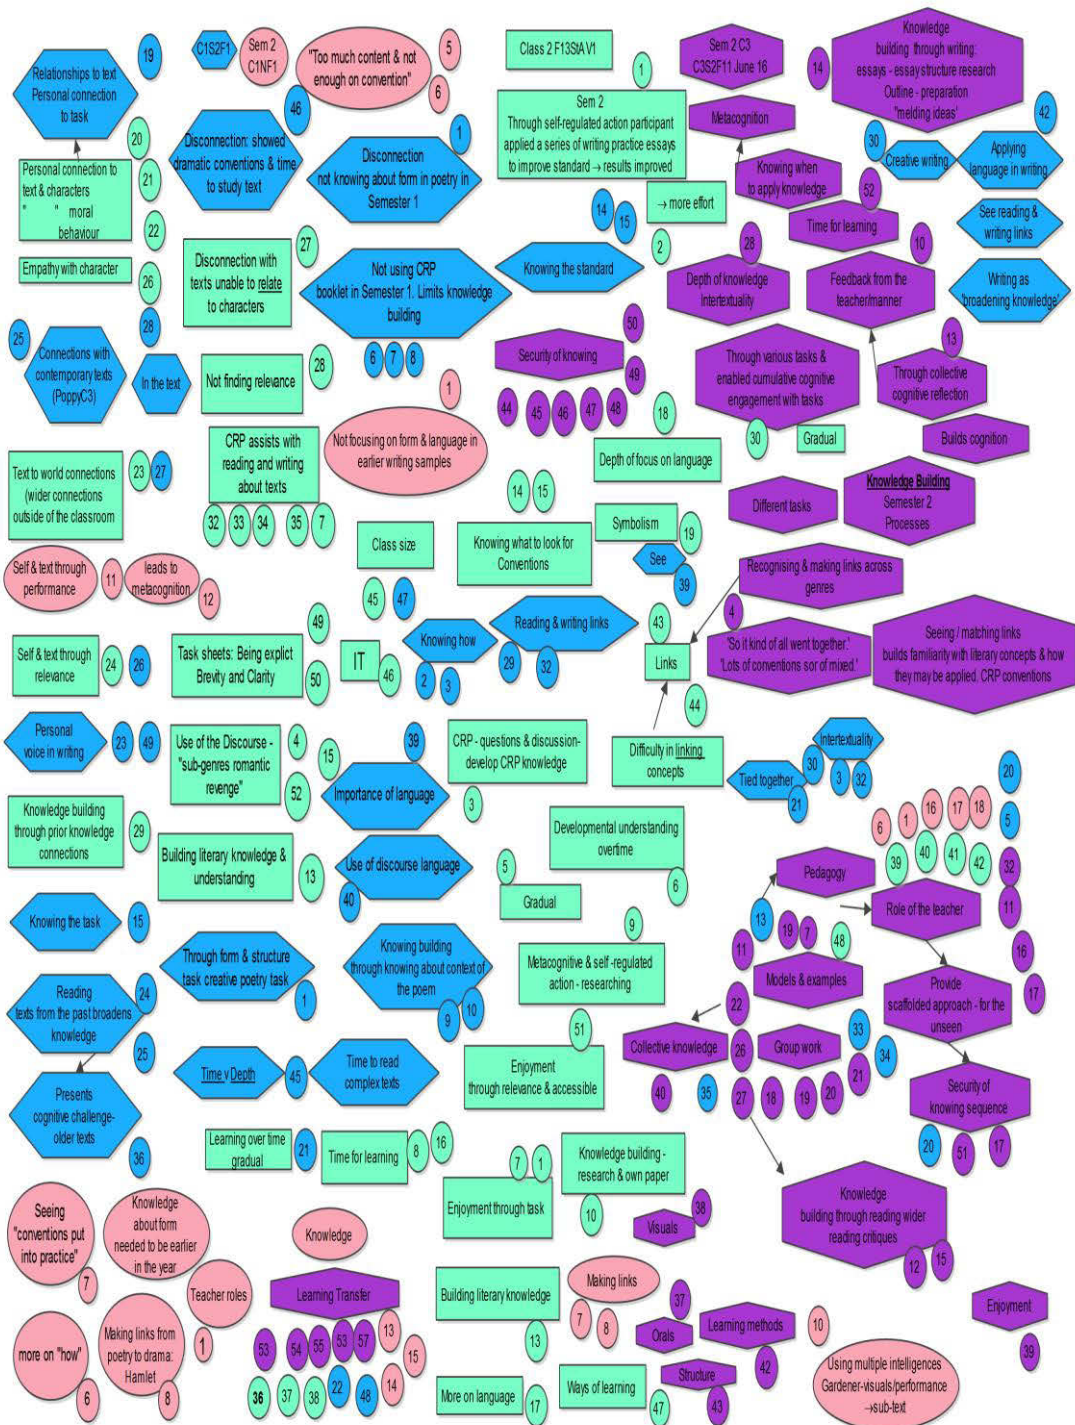 19
Relationships to text
Personal connection
to task
20
21
22
Personal connection to
text & characters
" " moral
behaviour
Empathy with character
26
28
25
Connections with
contemporary texts
(PoppyC3)
In the text
Text to world connections
(wider connections
outside of the classroom
23
27
Self & text through
performance
11
leads to
metacognition
12
Self & text through
relevance
24
26
Personal
voice in writing
23
49
Knowledge building
through prior knowledge
connections
29
Knowing the task
15
Reading
texts from the past broadens
knowledge
24
25
Presents
cognitive challenge-
older texts
36
Seeing
"conventions put
into practice"
7
Knowledge
about form
needed to be earlier
in the year
Teacher roles
1
more on "how"
6
Making links from
poetry to drama:
Hamlet
8
C1S2F1
Sem 2
C1NF1
"Too much content & not
enough on convention"
5
6
46
Disconnection: showed
dramatic conventions & time
to study text
1
Disconnection
not knowing about form in poetry in
Semester 1
Disconnection with
texts unable to relate
to characters
27
Not using CRP
booklet in Semester 1. Limits knowledge
building
6
7
8
Not finding relevance
28
1
Not focusing on form & language in
earlier writing samples
CRP assists with
reading and writing
about texts
32
33
34
35
7
Class size
45
47
49
Task sheets: Being explicit
Brevity and Clarity
50
IT
46
Knowing how
2
3
Reading & writing links
29
32
Use of the Discourse -
"sub-genres romantic
revenge"
4
52
15
39
Importance of language
Building literary knowledge &
understanding
13
Use of discourse language
40
Through form & structure
task creative poetry task
1
Knowing building
through knowing about context of
the poem
9
10
Time v Depth
45
Time to read
complex texts
Learning over time
gradual
21
Time for learning
8
16
Knowledge
Learning Transfer
53
54
55
53
57
13
15
36
37
38
22
48
14
Class 2 F13StAV1
1
Sem 2
Through self-regulated action participant
applied a series of writing practice essays
to improve standard → results improved
→ more effort
2
14
15
Knowing the standard
50
Security of knowing
49
44
45
46
47
48
18
Depth of focus on language
14
15
Knowing what to look for
Conventions
Symbolism
19
See
39
43
Links
44
Difficulty in linking
concepts
CRP - questions & discussion-
develop CRP knowledge
3
Developmental understanding
overtime
6
5
Gradual
9
Metacognitive & self -regulated
action - researching
51
Enjoyment
through relevance & accessible
7
1
Enjoyment through task
Knowledge building -
research & own paper
10
Building literary knowledge
13
Making links
7
8
More on language
17
Ways of learning
47
Sem 2 C3
C3S2F11 June 16
Metacognition
Knowing when
to apply knowledge
14
Knowledge
building through writing:
essays - essay structure research
Outline - preparation
"melding ideas'
30
Creative writing
42
Applying
language in writing
52
Time for learning
See reading &
writing links
Writing as
'broadening knowledge'
28
Depth of knowledge
Intertextuality
10
Feedback from the
teacher/manner
13
Through collective
cognitive reflection
Through various tasks &
enabled cumulative cognitive
engagement with tasks
30
Gradual
Builds cognition
Different tasks
Knowledge Building
Semester 2
Processes
Recognising & making links across
genres
4
'So it kind of all went together.'
'Lots of conventions sor of mixed.'
Seeing / matching links
builds familiarity with literary concepts & how
they may be applied. CRP conventions
Intertextuality
30
3
32
Tied together
21
20
5
6
1
16
17
18
39
40
41
42
32
11
Pedagogy
13
Role of the teacher
11
19
7
48
Models & examples
16
17
Provide
scaffolded approach - for the
unseen
22
Collective knowledge
26
Group work
33
34
40
35
27
18
19
20
21
Security of
knowing sequence
20
51
17
Knowledge
building through reading wider
reading critiques
12
15
Visuals
38
37
Orals
Learning methods
42
10
Structure
43
Enjoyment
39
Using multiple intelligences
Gardener-visuals/performance
→sub-text